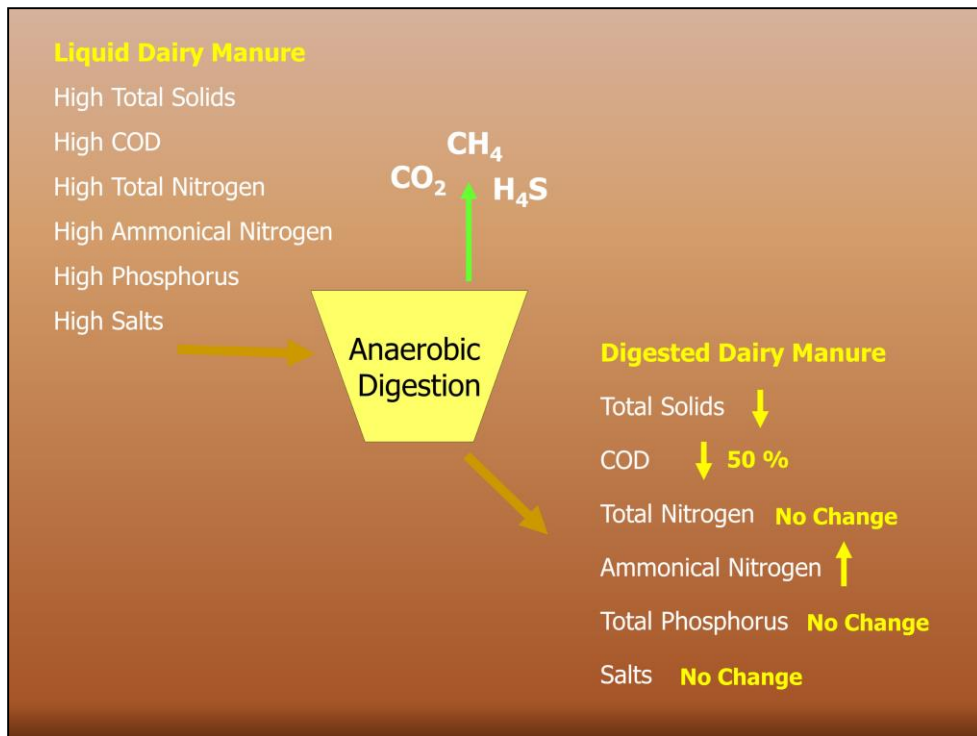 Liquid Dairy Manure
High Total Solids
High COD
High Total Nitrogen
High Ammonical Nitrogen
High Phosphorus
High Salts
CH₄
CO₂
H₄S
Anaerobic
Digestion
Digested Dairy Manure
Total Solids
COD 50 %
Total Nitrogen No Change
Ammonical Nitrogen
Total Phosphorus No Change
Salts No Change